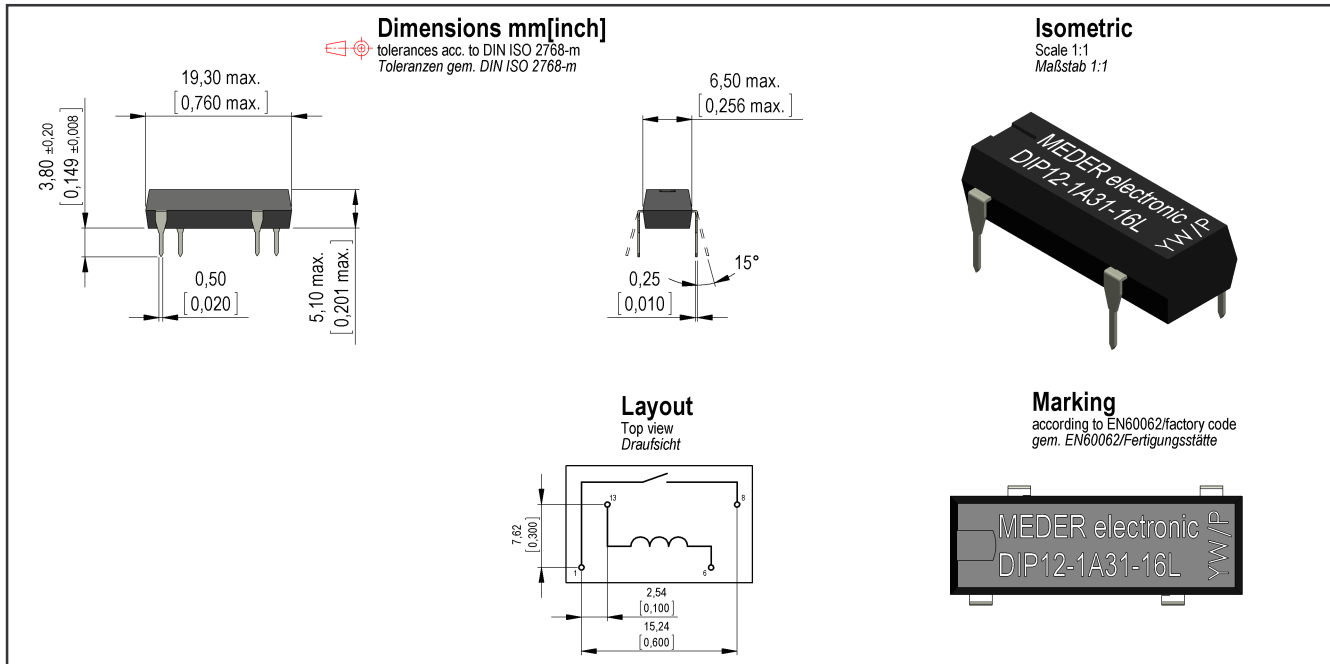 Dimensions mm[inch]
tolerances acc. to DIN ISO 2768-m
Toleranzen gem. DIN ISO 2768-m
Isometric
Scale 1:1
Maßstab 1:1
19,30 max.
[0,760 max.]
3,80 ±0,20
[0,149 ±0,008]
0,50
[0,020]
5,10 max.
[0,201 max.]
6,50 max.
[0,256 max.]
0,25
[0,010]
15°
MEDER electronic
DIP12-1A31-16L
YW/P
Layout
Top view
Draufsicht
13
8
7,62
[0,300]
1
6
2,54
[0,100]
15,24
[0,600]
Marking
according to EN60062/factory code
gem. EN60062/Fertigungsstätte
MEDER electronic
DIP12-1A31-16L
YW/P